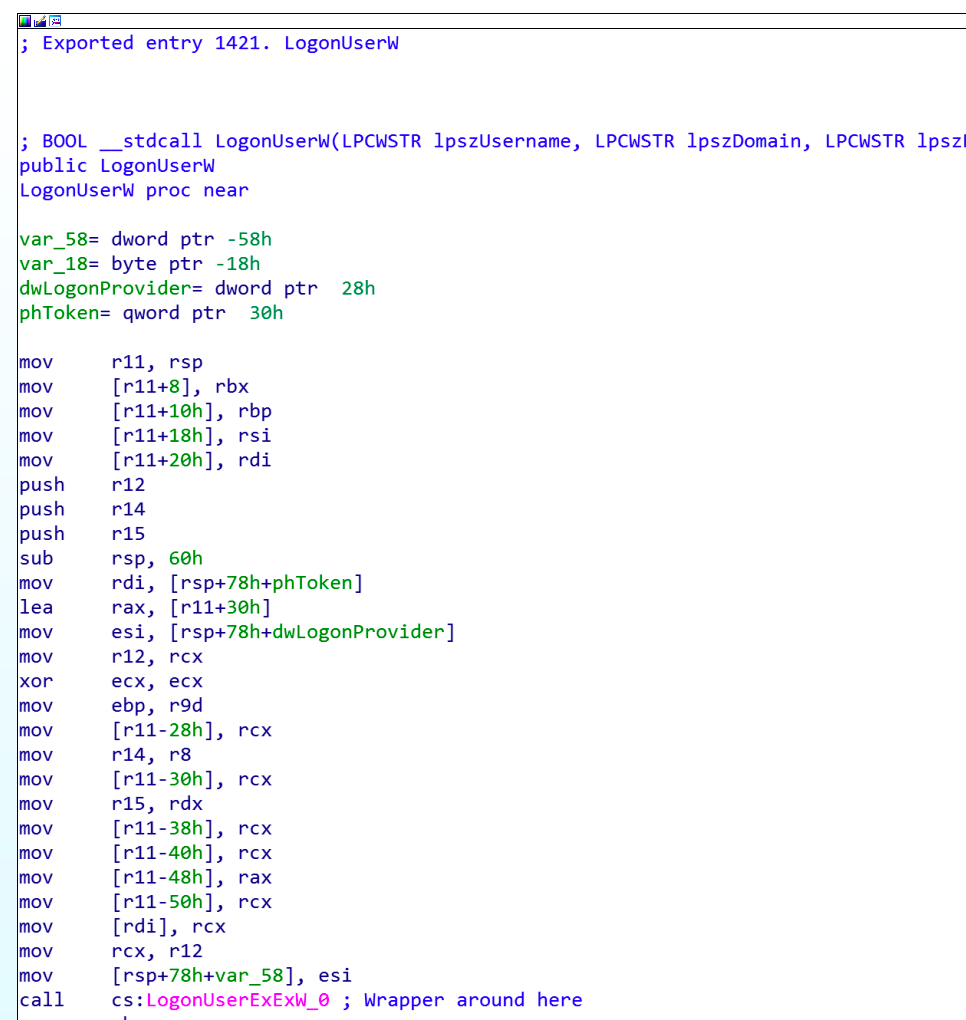 ; Exported entry 1421. LogonUserW
; BOOL __stdcall LogonUserW(LPCWSTR lpszUsername, LPCWSTR lpszDomain, LPCWSTR
public LogonUserW
LogonUserW proc near
var_58= dword ptr -58h
var_18= byte ptr -18h
dwLogonProvider= dword ptr  28h
phToken= qword ptr  30h
mov     r11, rsp
mov     [r11+8], rbx
mov     [r11+10h], rbp
mov     [r11+18h], rsi
mov     [r11+20h], rdi
push    r12
push    r14
push    r15
sub     rsp, 60h
mov     rdi, [rsp+78h+phToken]
lea     rax, [r11+30h]
mov     esi, [rsp+78h+dwLogonProvider]
mov     r12, rcx
xor     ecx, ecx
mov     ebp, r9d
mov     [r11-28h], rcx
mov     r14, r8
mov     [r11-30h], rcx
mov     r15, rdx
mov     [r11-38h], rcx
mov     [r11-40h], rcx
mov     [r11-48h], rax
mov     [r11-50h], rcx
mov     [rdi], rcx
mov     rcx, r12
mov     [rsp+78h+var_58], esi
call    cs:LogonUserExExW_0 ; Wrapper around here